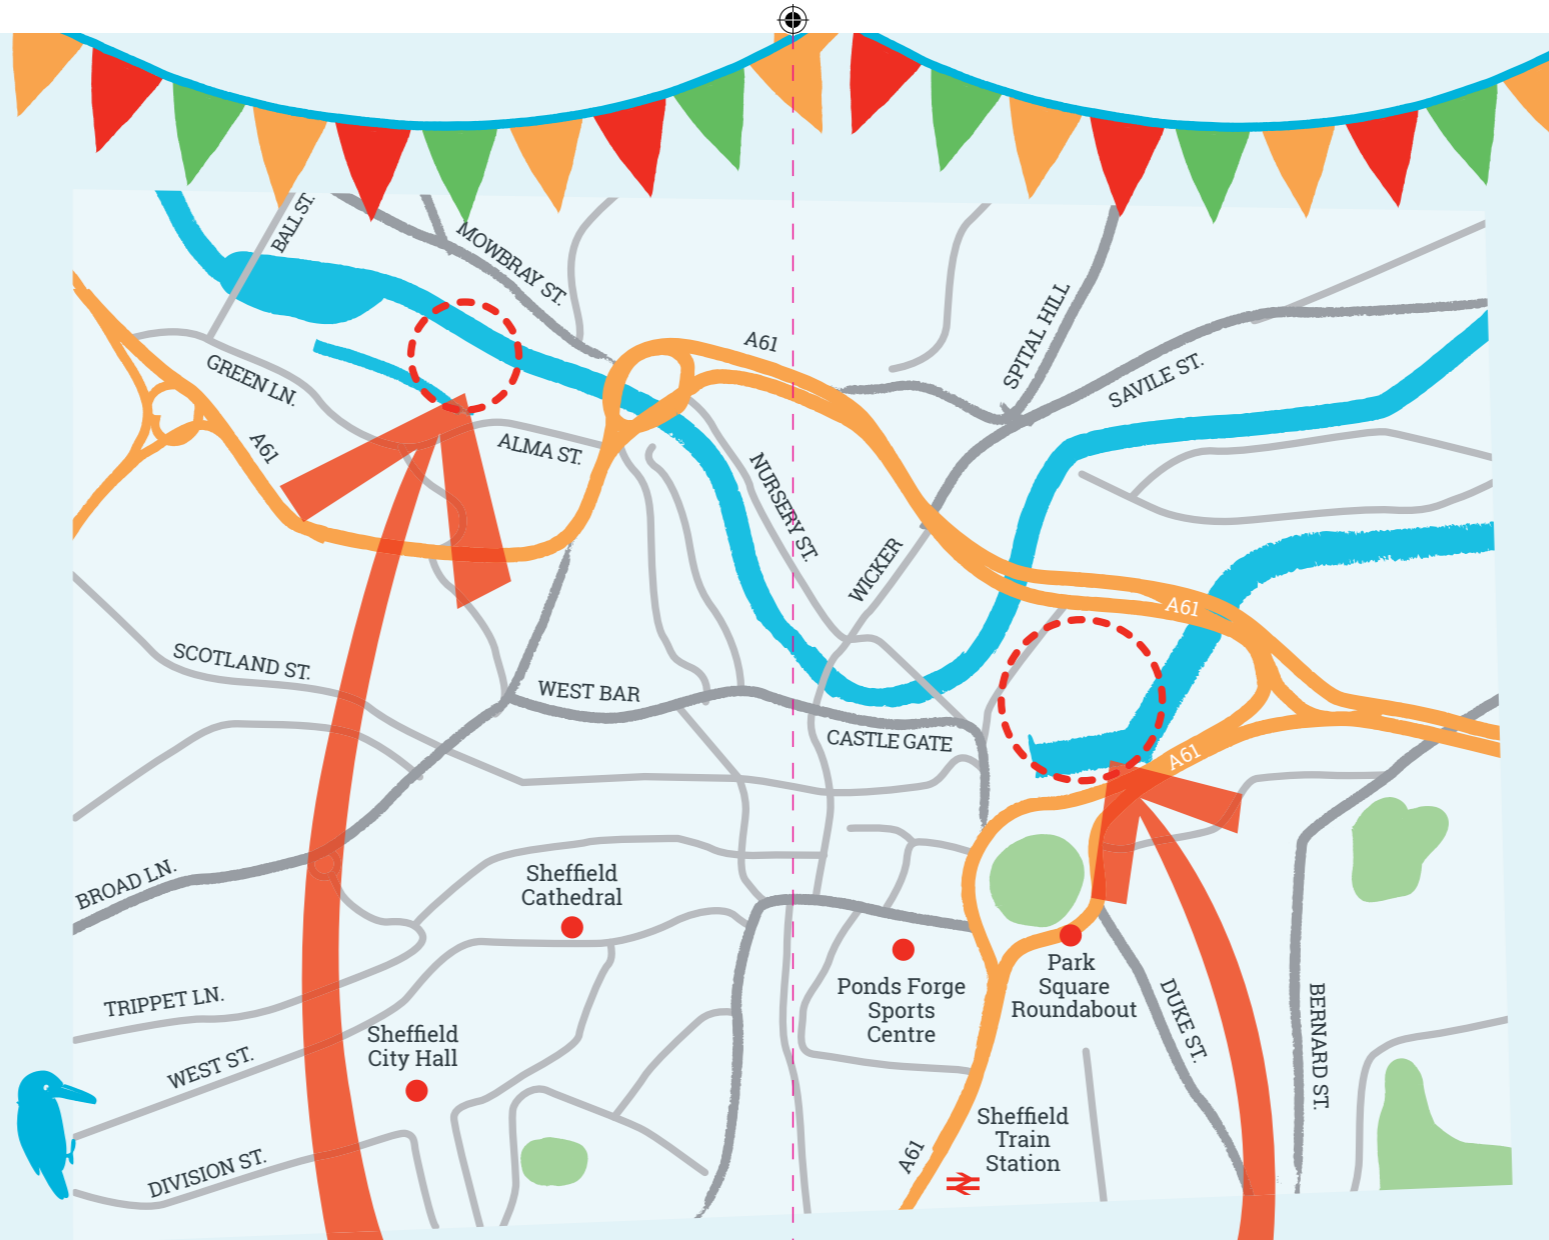 BALL ST.
MOWBRAY ST.
A61
SPITAL HILL
SAVILE ST.
GREEN LN.
A61
ALMA ST.
NURSERY ST.
WICKER
A61
SCOTLAND ST.
WEST BAR
CASTLE GATE
A61
BROAD LN.
Sheffield
Cathedral
Ponds Forge
Sports
Centre
Park
Square
Roundabout
TRIPPET LN.
DUKE ST.
BERNARD ST.
Sheffield
City Hall
WEST ST.
DIVISION ST.
A61
Sheffield
Train
Station